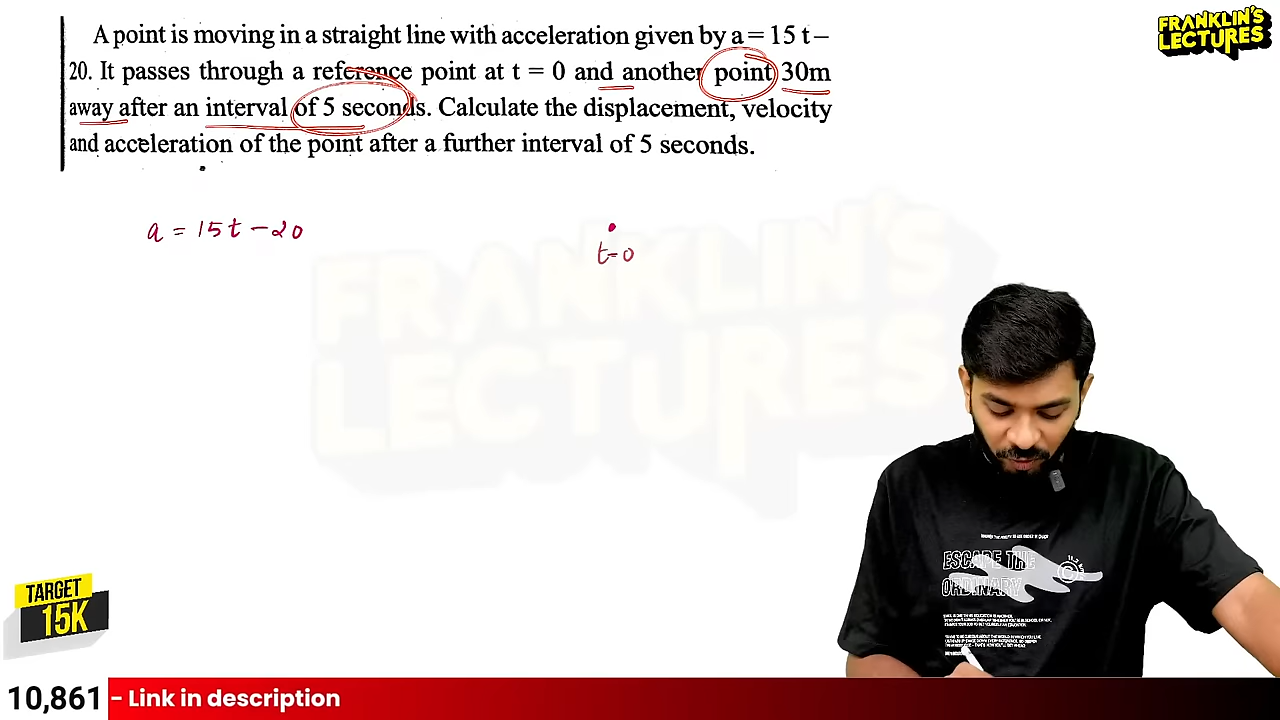 A point is moving in a straight line with acceleration given by a = 15 t –
20. It passes through a reference point at t = 0 and another point 30m
away after an interval of 5 seconds. Calculate the displacement, velocity
and acceleration of the point after a further interval of 5 seconds.
FRANKLIN'S
LECTURES
a = 15t - 20
t=0
FRANKLIN'S
LECTURES
ESCAPE THE
ORDINARY
TARGET
15K
10,861 - Link in description